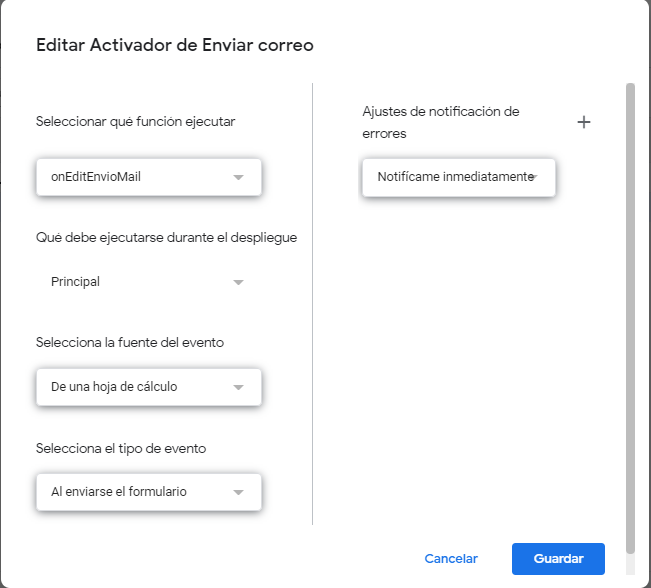 Editar Activador de Enviar correo
Seleccionar qué función ejecutar
onEditEnvioMail
Qué debe ejecutarse durante el despliegue
Principal
Selecciona la fuente del evento
De una hoja de cálculo
Selecciona el tipo de evento
Al enviarse el formulario
Ajustes de notificación de
errores
Notifícame inmediatamente
Cancelar
Guardar